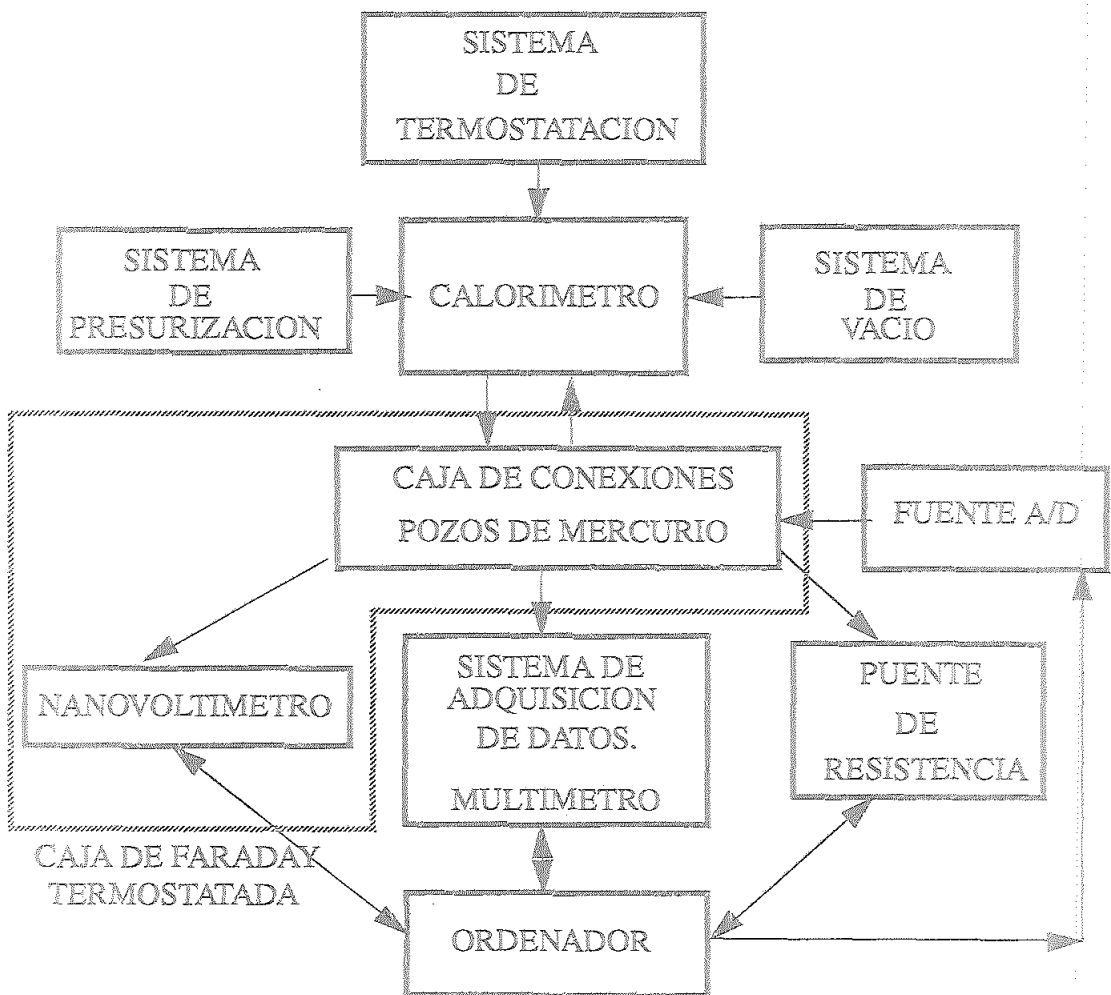 SISTEMA
DE
TERMOSTATACION
SISTEMA
DE
PRESURIZACION
CALORIMETRO
SISTEMA
DE
VACIO
CAJA DE CONEXIONES
POZOS DE MERCURIO
FUENTE A/D
NANOVOLTIMETRO
SISTEMA DE
ADQUISICION
DE DATOS.
MULTIMETRO
PUENTE
DE
RESISTENCIA
CAJA DE FARADAY
TERMOSTATADA
ORDENADOR